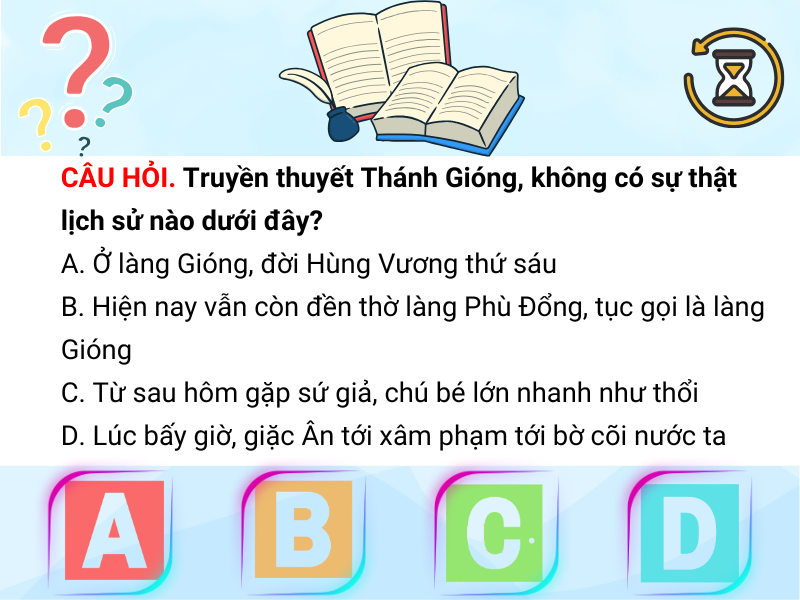 ? ? ? ?
CÂU HỎI. Truyền thuyết Thánh Gióng, không có sự thật
lịch sử nào dưới đây?
A. Ở làng Gióng, đời Hùng Vương thứ sáu
B. Hiện nay vẫn còn đền thờ làng Phù Đổng, tục gọi là làng
Gióng
C. Từ sau hôm gặp sứ giả, chú bé lớn nhanh như thổi
D. Lúc bấy giờ, giặc Ân tới xâm phạm tới bờ cõi nước ta
A B C D